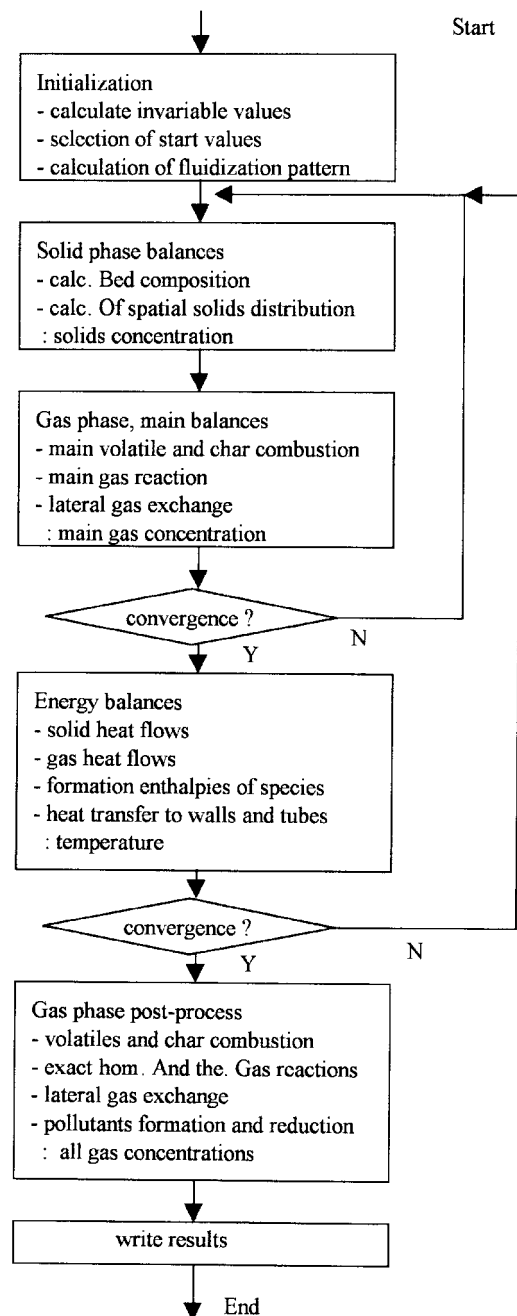 Start
Initialization
- calculate invariable values
- selection of start values
- calculation of fluidization pattern
Solid phase balances
- calc. Bed composition
- calc. Of spatial solids distribution
: solids concentration
Gas phase, main balances
- main volatile and char combustion
- main gas reaction
- lateral gas exchange
: main gas concentration
convergence ?
N
Y
Energy balances
- solid heat flows
- gas heat flows
- formation enthalpies of species
- heat transfer to walls and tubes
: temperature
convergence ?
N
Y
Gas phase post-process
- volatiles and char combustion
- exact hom. And the. Gas reactions
- lateral gas exchange
- pollutants formation and reduction
: all gas concentrations
write results
End